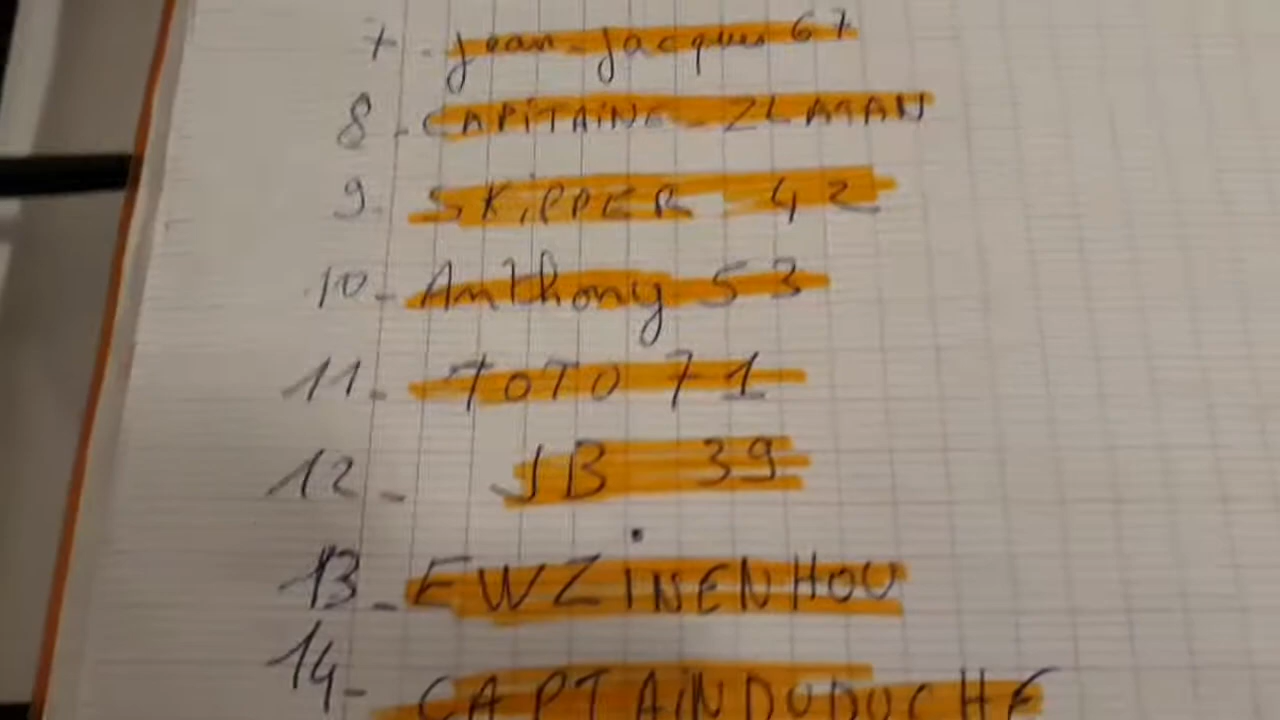 7 - Jean-Jacques 67
8 - CAPITAINE ZLATAN
9 - SKiPPER 42
10 - Anthony 53
11 - TOTO 71
12 - JB 39
13 - EWZiNENHOU
14 - CAPTAiNDUDUCHE